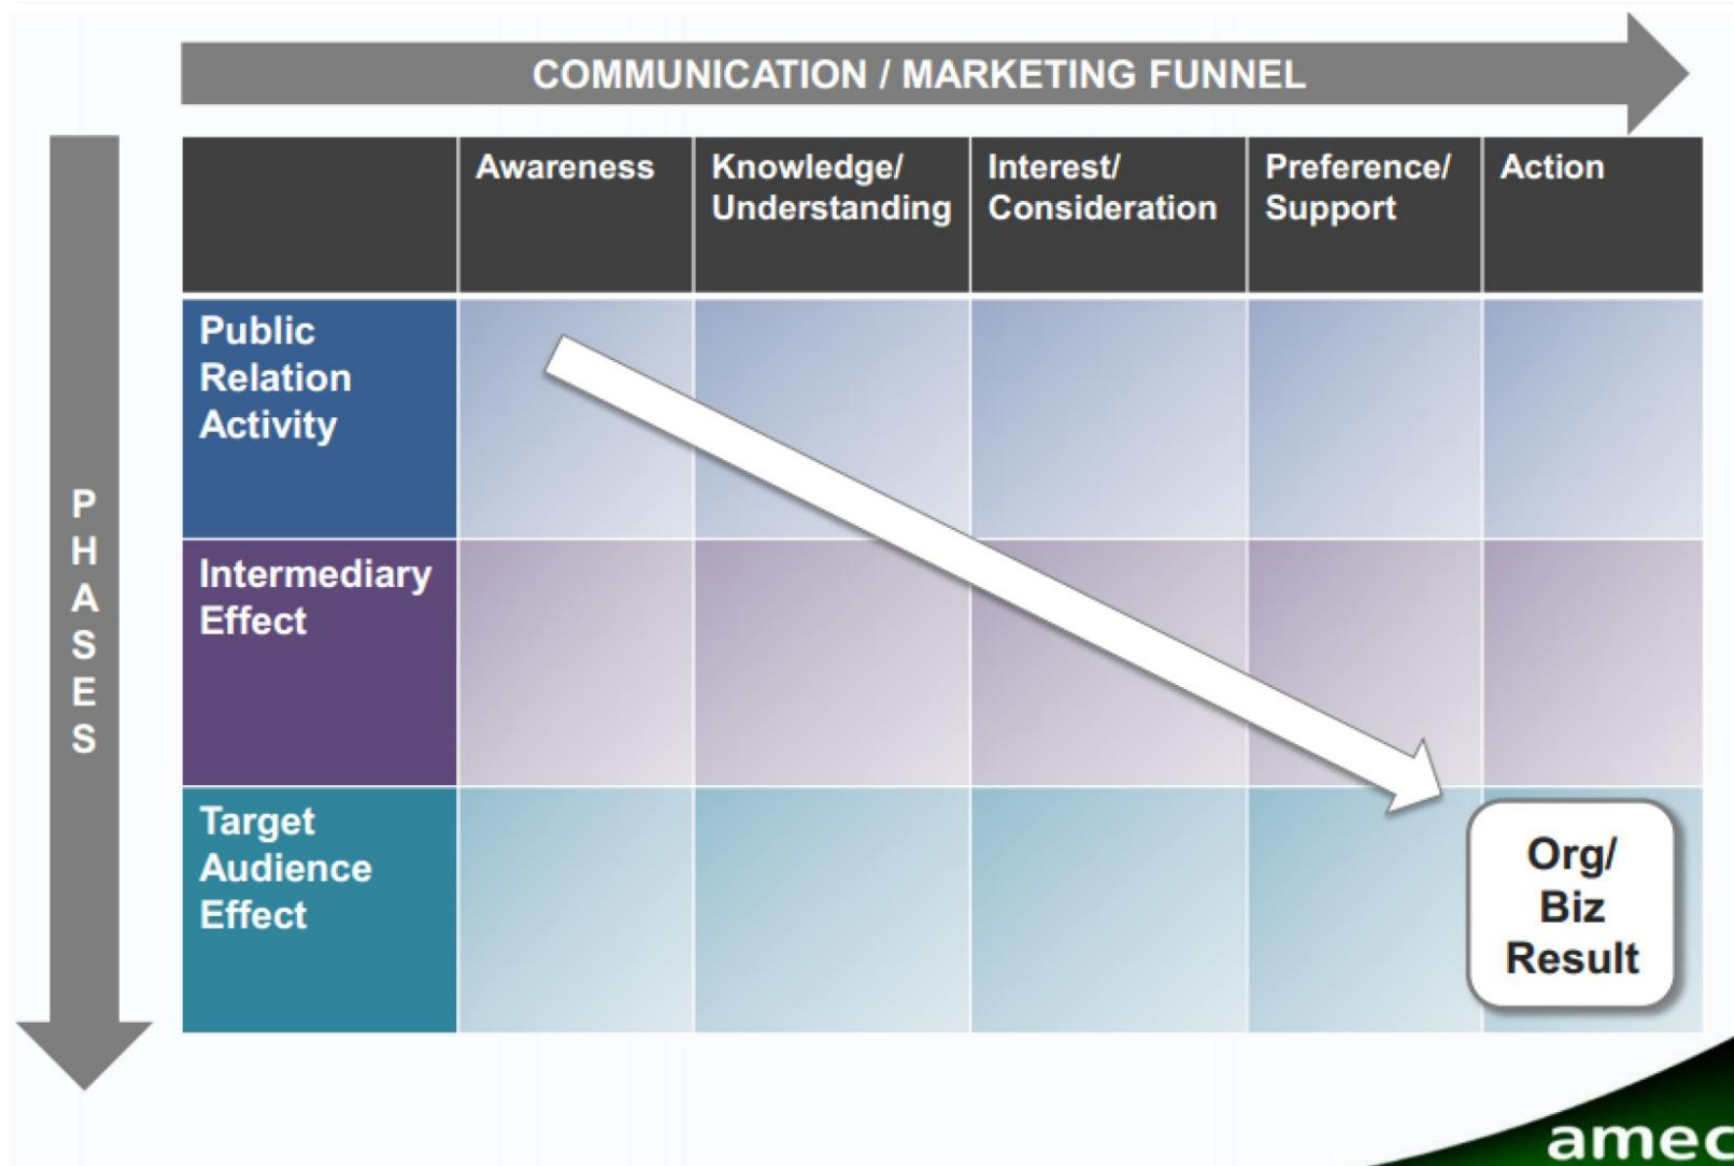 COMMUNICATION / MARKETING FUNNEL
Awareness
Knowledge/
Understanding
Interest/
Consideration
Preference/
Support
Action
PHASES
Public
Relation
Activity
Intermediary
Effect
Target
Audience
Effect
Org/
Biz
Result
amec